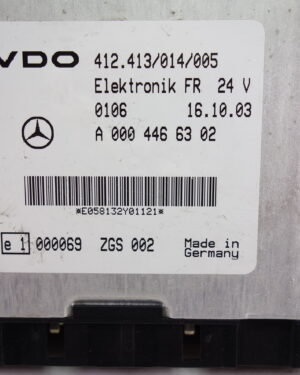 VDO 412.413/014/005
Elektronik FR 24 V
0106 16.10.03
A 000 446 63 02
*E058132Y01121*
e1 000069 ZGS 002 Made in
Germany